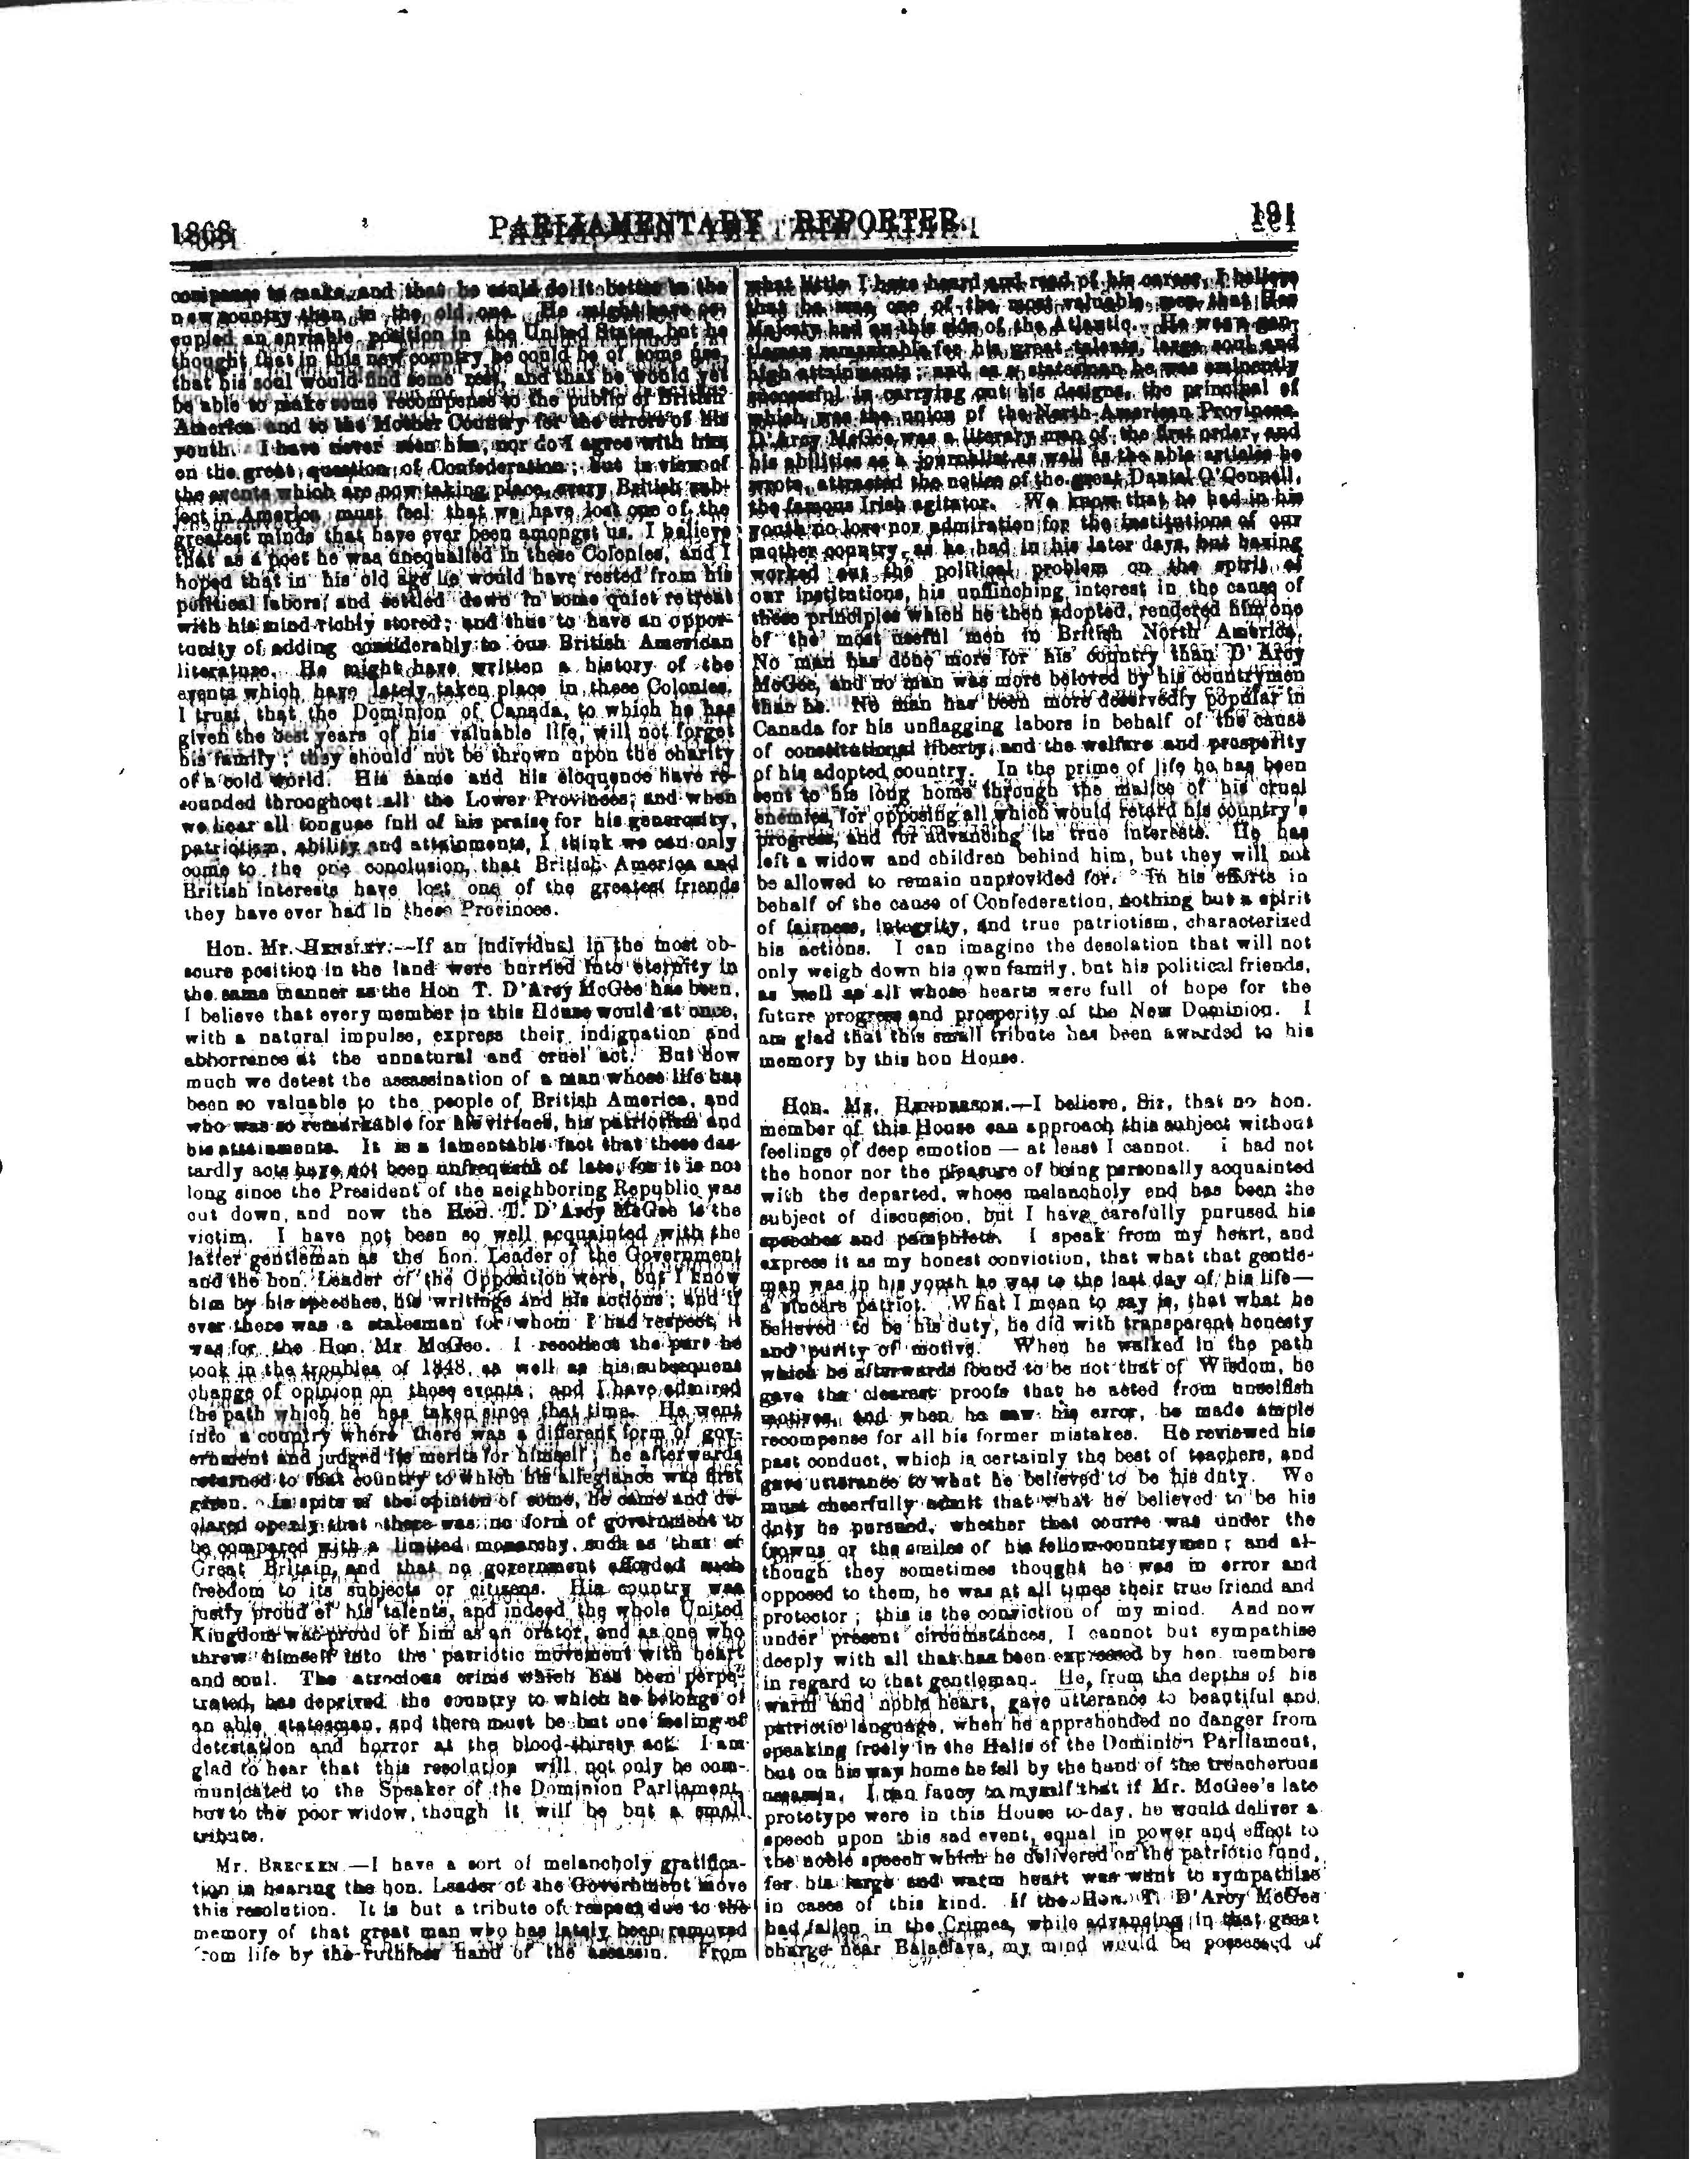 1868
PARLIAMENTARY REPORTER.
191
compense to make, and that he could do it better in the
new country than in the old one. He might have oc-
cupied an enviable position in the United States, but he
thought that in this new country he could be of some use,
that his soul would find some rest, and that he would yet
be able to make some recompense to the public of British
America and to the Mother Country for the errors of his
youth. I have never seen him, nor do I agree with him
on the great question of Confederation; but in view of
the events which are now taking place, every British sub-
ject in America must feel that we have lost one of the
greatest minds that have ever been amongst us. I believe
that as a poet he was unequalled in these Colonies, and I
hoped that in his old age he would have rested from his
political labors, and settled down in some quiet retreat
with his mind richly stored; and thus to have an oppor-
tunity of adding considerably to our British American
literature. He might have written a history of the
events which have lately taken place in these Colonies.
I trust that the Dominion of Canada, to which he has
given the best years of his valuable life, will not forget
his family; they should not be thrown upon the charity
of a cold world. His name and his eloquence have re-
sounded throughout all the Lower Provinces; and when
we hear all tongues full of his praise for his generosity,
patriotism, ability and attainments, I think we can only
come to the one conclusion, that British America and
British interests have lost one of the greatest friends
they have ever had in these Provinces.
Hon. Mr. HENSLEY:—If an individual in the most ob-
scure position in the land were hurried into eternity in
the same manner as the Hon T. D'Arcy McGee has been,
I believe that every member in this House would at once,
with a natural impulse, express their indignation and
abhorrence at the unnatural and cruel act. But how
much we detest the assassination of a man whose life has
been so valuable to the people of British America, and
who was so remarkable for his virtues, his patriotism and
his attainments. It is a lamentable fact that these das-
tardly acts have not been unfrequent of late, for it is not
long since the President of the neighboring Republic was
cut down, and now the Hon. T. D'Arcy McGee is the
victim. I have not been so well acquainted with the
latter gentleman as the hon. Leader of the Government
and the hon. Leader of the Opposition were, but I know
him by his speeches, his writings and his actions; and if
ever there was a statesman for whom I had respect, it
was for the Hon. Mr McGee. I recollect the part he
took in the troubles of 1848, as well as his subsequent
change of opinion on those events; and I have admired
the path which he has taken since that time. He went
into a country where there was a different form of gov-
ernment and judged its merits for himself; he afterwards
returned to that country to which his allegiance was first
given. In spite of the opinion of some, he came and de-
clared openly that there was no form of government to
be compared with a limited monarchy, such as that of
Great Britain, and that no government afforded such
freedom to its subjects or citizens. His country was
justly proud of his talents, and indeed the whole United
Kingdom was proud of him as an orator, and as one who
threw himself into the patriotic movement with heart
and soul. The atrocious crime which has been perpe-
trated, has deprived the country to which he belongs of
an able statesman, and there must be but one feeling of
detestation and horror at the blood-thirsty act. I am
glad to hear that this resolution will not only be com-
municated to the Speaker of the Dominion Parliament,
but to the poor widow, though it will be but a small
tribute.
Mr. BRECKEN.—I have a sort of melancholy gratifica-
tion in hearing the hon. Leader of the Government move
this resolution. It is but a tribute of respect due to the
memory of that great man who has lately been removed
from life by the ruthless hand of the assassin. From
what little I have heard and read of his career, I believe
that he was one of the most valuable men that Her
Majesty had on this side of the Atlantic. He was a gen-
tleman remarkable for his great talents, large soul and
high attainments; and as a statesman he was eminently
successful in carrying out his designs, the principal of
which was the union of the North American Provinces.
D'Arcy McGee was a literary man of the first order, and
his abilities as a journalist as well as the able articles he
wrote, attracted the notice of the great Daniel O'Connell,
the famous Irish agitator. We know that he had in his
youth no love nor admiration for the institutions of our
mother country, as he had in his later days, but having
worked out the political problem on the spirit of
our institutions, his unflinching interest in the cause of
those principles which he then adopted, rendered him one
of the most useful men in British North America.
No man has done more for his country than D'Arcy
McGee, and no man was more beloved by his countrymen
than he. No man has been more deservedly popular in
Canada for his unflagging labors in behalf of the cause
of constitutional liberty, and the welfare and prosperity
of his adopted country. In the prime of life he has been
sent to his long home through the malice of his cruel
enemies, for opposing all which would retard his country's
progress, and for advancing its true interests. He has
left a widow and children behind him, but they will not
be allowed to remain unprovided for. In his efforts in
behalf of the cause of Confederation, nothing but a spirit
of fairness, integrity, and true patriotism, characterized
his actions. I can imagine the desolation that will not
only weigh down his own family, but his political friends,
as well as all whose hearts were full of hope for the
future progress and prosperity of the New Dominion. I
am glad that this small tribute has been awarded to his
memory by this hon House.
Hon. Mr. HENDERSON.—I believe, Sir, that no hon.
member of this House can approach this subject without
feelings of deep emotion — at least I cannot. I had not
the honor nor the pleasure of being personally acquainted
with the departed, whose melancholy end has been the
subject of discussion, but I have carefully purused his
speeches and pamphlets. I speak from my heart, and
express it as my honest conviction, that what that gentle-
man was in his youth he was to the last day of his life—
a sincere patriot. What I mean to say is, that what he
believed to be his duty, he did with transparent honesty
and purity of motive. When he walked in the path
which he afterwards found to be not that of Wisdom, he
gave the clearest proofs that he acted from unselfish
motives, and when he saw his error, he made ample
recompense for all his former mistakes. He reviewed his
past conduct, which is certainly the best of teachers, and
gave utterance to what he believed to be his duty. We
must cheerfully admit that what he believed to be his
duty he pursued, whether that course was under the
frowns or the smiles of his fellow-countrymen; and al-
though they sometimes thought he was in error and
opposed to them, he was at all times their true friend and
protector; this is the conviction of my mind. And now
under present circumstances, I cannot but sympathise
deeply with all that has been expressed by hon. members
in regard to that gentleman. He, from the depths of his
warm and noble heart, gave utterance to beautiful and
patriotic language, when he apprehended no danger from
speaking freely in the Halls of the Dominion Parliament,
but on his way home he fell by the hand of the treacherous
assassin. I can fancy to myself that if Mr. McGee's late
prototype were in this House to-day, he would deliver a
speech upon this sad event, equal in power and effect to
the noble speech which he delivered on the patriotic fund,
for his large and warm heart was wont to sympathise
in cases of this kind. If the Hon. T. D'Arcy McGee
had fallen in the Crimea, while advancing in that great
charge near Balaclava, my mind would be possessed of